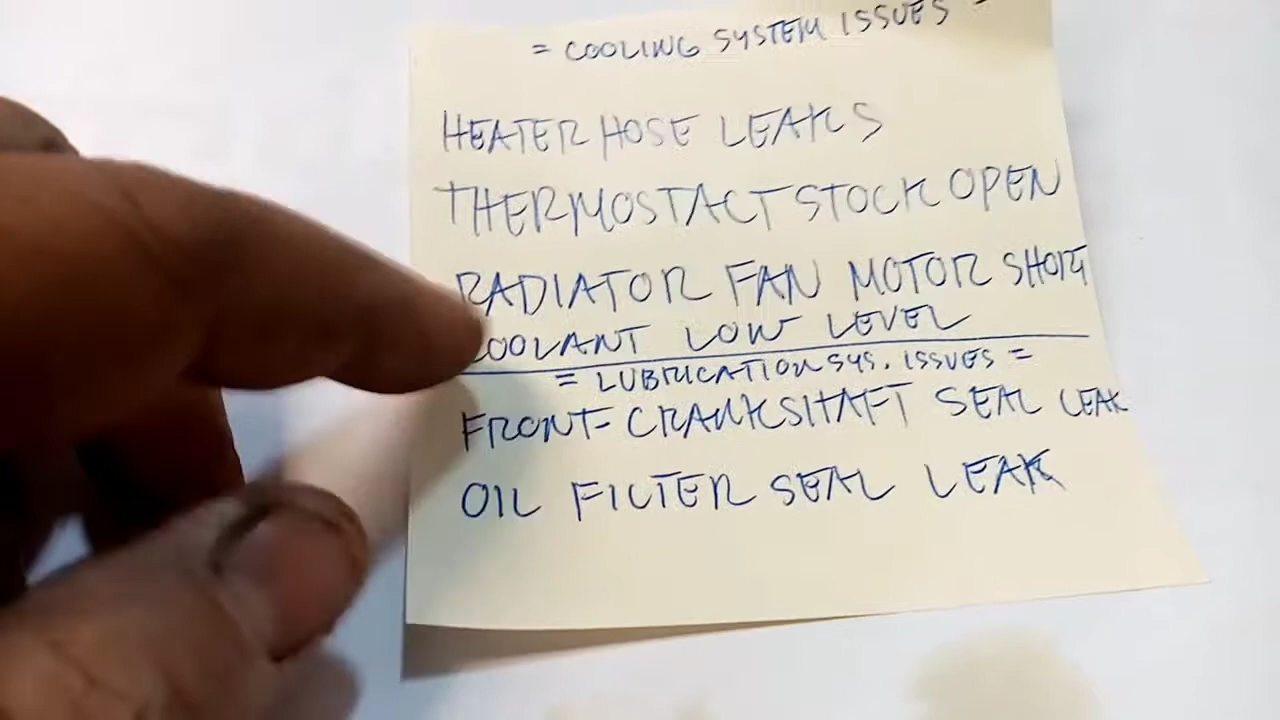 = COOLING SYSTEM ISSUES =
HEATER HOSE LEAKS
THERMOSTACT STOCK OPEN
RADIATOR FAN MOTOR SHORT
COOLANT LOW LEVEL
= LUBRICATION SYS. ISSUES =
FRONT-CRANKSHAFT SEAL LEAK
OIL FILTER SEAL LEAK